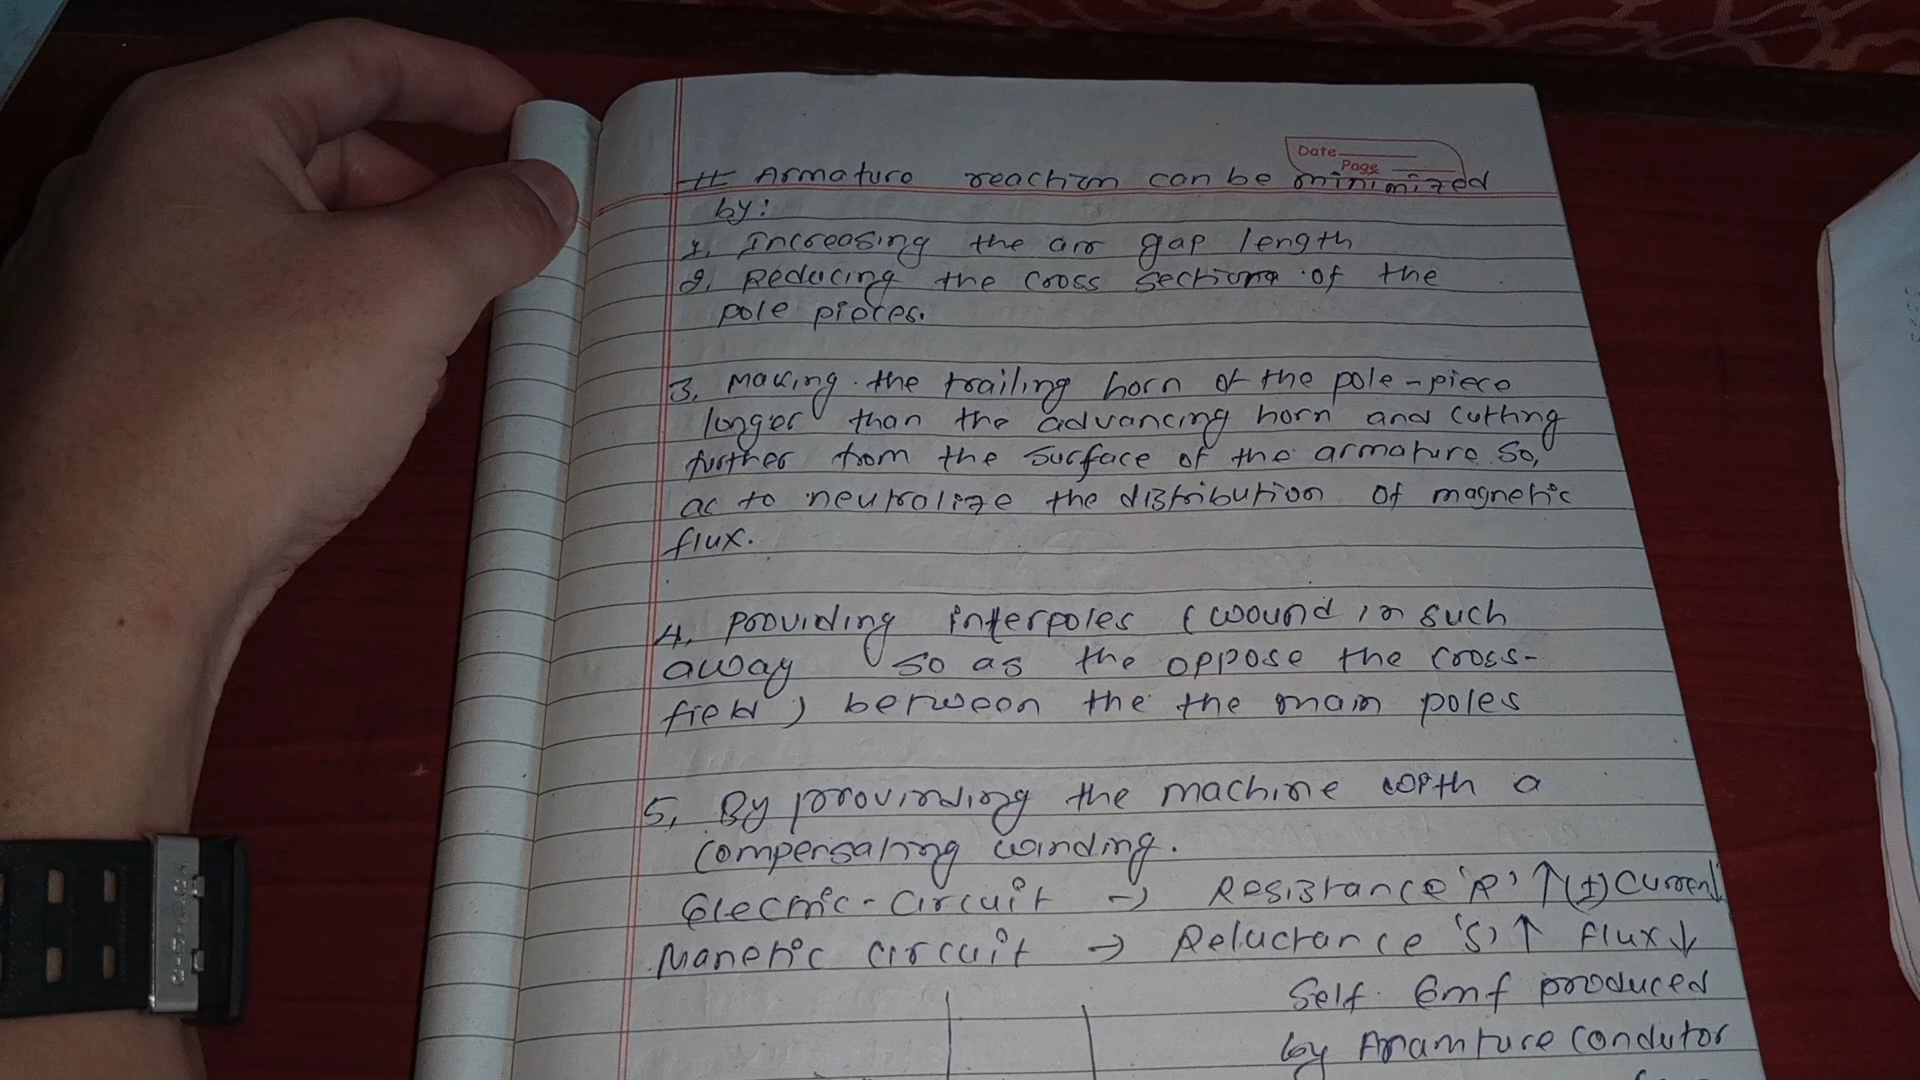 Date
Page
# Armature reaction can be minimized
by:
1. Increasing the air gap length
2. Reducing the cross section of the
pole pieces.
3. Making the trailing horn of the pole-piece
longer than the advancing horn and cutting
further from the surface of the armature. So,
as to neutralize the distribution of magnetic
flux.
4. Providing interpoles (wound in such
away so as the oppose the cross-
field) between the the main poles
5. By provinding the machine with a
compensating winding.
Electric-Circuit → Resistance 'R' ↑ (I) Current
Manetic circuit → Reluctance 'S' ↑ flux ↓
Self Emf produced
by Aramture Condutor